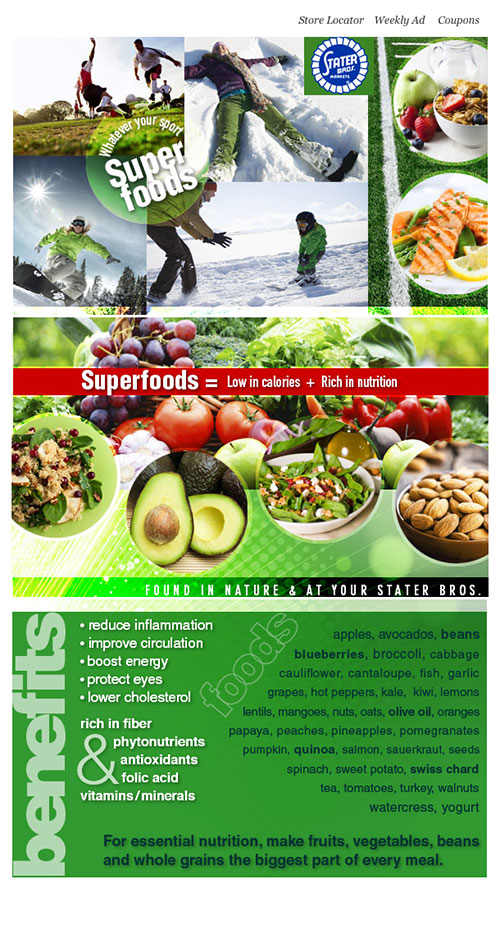 Store Locator Weekly Ad Coupons
STATER
BROS.
MARKETS
Whatever your sport
Super
foods
Superfoods = Low in calories + Rich in nutrition
FOUND IN NATURE & AT YOUR STATER BROS.
benefits
• reduce inflammation
• improve circulation
• boost energy
• protect eyes
• lower cholesterol
rich in fiber
& phytonutrients
antioxidants
folic acid
vitamins/minerals
foods
apples, avocados, beans
blueberries, broccoli, cabbage
cauliflower, cantaloupe, fish, garlic
grapes, hot peppers, kale, kiwi, lemons
lentils, mangoes, nuts, oats, olive oil, oranges
papaya, peaches, pineapples, pomegranates
pumpkin, quinoa, salmon, sauerkraut, seeds
spinach, sweet potato, swiss chard
tea, tomatoes, turkey, walnuts
watercress, yogurt
For essential nutrition, make fruits, vegetables, beans
and whole grains the biggest part of every meal.